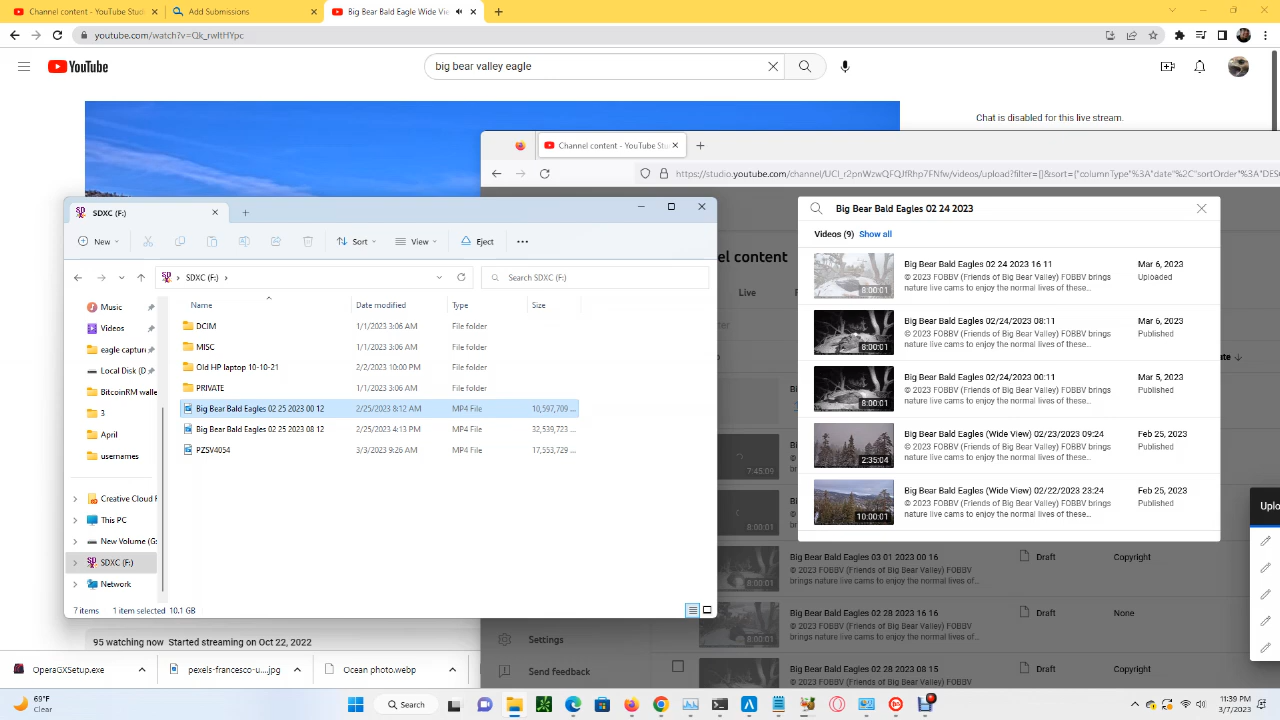 Channel content - YouTube St
Add Submissions
Big Bear Bald Eagle Wide Vie
youtube.com/watch?v=Qk_rwItHYpc
YouTube
big bear valley eagle
Chat is disabled for this live stream.
Channel content - YouTube Stu
https://studio.youtube.com/channel/UCI_r2pnWzwQFQJfRhp7FNfw/videos/upload?filter=[]&sort={"columnType"%3A"date"%2C"sortOrder"%3A"DES
SDXC (F:)
New
Sort
View
Eject
SDXC (F:)
Search SDXC (F:)
Name
Date modified
Type
Size
Music
Videos
eagle capture
Local Disk (D
BitcoinRM walle
3
April
usernames
Creative Cloud F
This PC
New Volume (G
SDXC (F:)
Network
DCIM 1/1/2023 3:06 AM File folder
MISC 1/1/2023 3:06 AM File folder
Old HP laptop 10-10-21 2/2/2023 10:00 PM File folder
PRIVATE 1/1/2023 3:06 AM File folder
Big Bear Bald Eagles 02 25 2023 00 12 2/25/2023 8:12 AM MP4 File 10,597,709 ...
Big Bear Bald Eagles 02 25 2023 08 12 2/25/2023 4:13 PM MP4 File 32,539,723 ...
PZSV4054 3/3/2023 9:26 AM MP4 File 17,553,729 ...
7 items 1 item selected 10.1 GB
el content
Live
Big Bear Bald Eagles 02 24 2023
Videos (9) Show all
Big Bear Bald Eagles 02 24 2023 16 11
© 2023 FOBBV (Friends of Big Bear Valley) FOBBV brings
nature live cams to enjoy the normal lives of these...
Mar 6, 2023
Uploaded
8:00:01
Big Bear Bald Eagles 02/24/2023 08:11
© 2023 FOBBV (Friends of Big Bear Valley) FOBBV brings
nature live cams to enjoy the normal lives of these...
Mar 6, 2023
Published
8:00:01
Big Bear Bald Eagles 02/24/2023 00:11
© 2023 FOBBV (Friends of Big Bear Valley) FOBBV brings
nature live cams to enjoy the normal lives of these...
Mar 5, 2023
Published
8:00:01
Big Bear Bald Eagles (Wide View) 02/23/2023 09:24
© 2023 FOBBV (Friends of Big Bear Valley) FOBBV brings
nature live cams to enjoy the normal lives of these...
Feb 25, 2023
Published
2:35:04
Big Bear Bald Eagles (Wide View) 02/22/2023 23:24
© 2023 FOBBV (Friends of Big Bear Valley) FOBBV brings
nature live cams to enjoy the normal lives of these...
Feb 25, 2023
Published
10:00:01
ate
7:45:09
8:00:01
Uplo
Big Bear Bald Eagles 03 01 2023 00 16
© 2023 FOBBV (Friends of Big Bear Valley) FOBBV
brings nature live cams to enjoy the normal lives of...
8:00:01
Draft
Copyright
Big Bear Bald Eagles 02 28 2023 16 16
© 2023 FOBBV (Friends of Big Bear Valley) FOBBV
brings nature live cams to enjoy the normal lives of...
8:00:01
Draft
None
Big Bear Bald Eagles 02 28 2023 08 15
© 2023 FOBBV (Friends of Big Bear Valley) FOBBV
Draft
Copyright
Settings
Send feedback
watching now Started streaming on Oct 22, 2022
OperaGXSetup.exe
pexels-francesco-u....jpg
Ocean photo.webp
69°F
Clear
Search
11:39 PM
3/7/2023